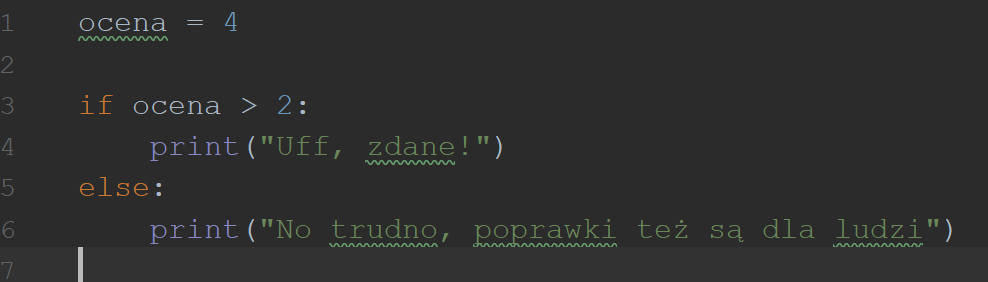 1 ocena = 4
2
3 if ocena > 2:
4     print("Uff, zdane!")
5 else:
6     print("No trudno, poprawki też są dla ludzi")
7